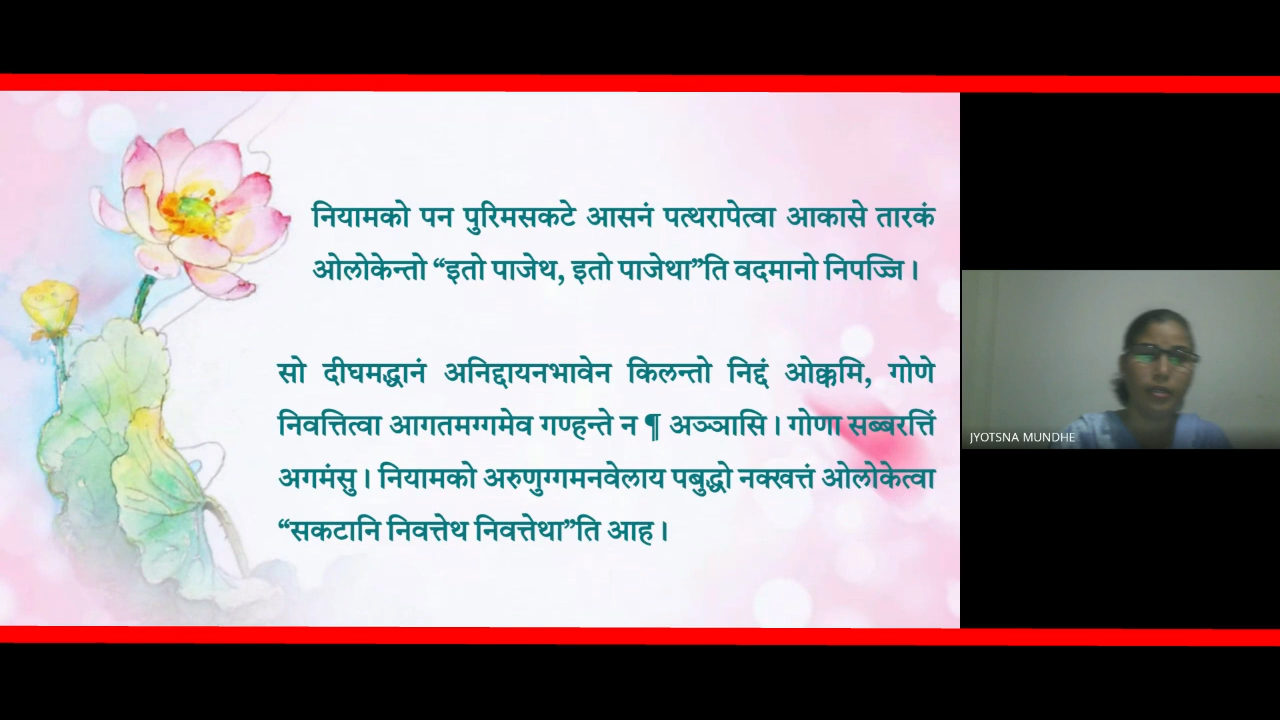 नियामको पन पुरिमसकटे आसनं पत्थरापेत्वा आकासे तारकं
ओलोकेन्तो “इतो पाजेथ, इतो पाजेथा”ति वदमानो निपज्जि।
सो दीघमद्धानं अनिद्दायनभावेन किलन्तो निद्दं ओक्कमि, गोणे
निवत्तित्वा आगतमग्गमेव गण्हन्ते न ¶ अञ्ञासि। गोणा सब्बरत्तिं
अगमंसु। नियामको अरुणुग्गमनवेलाय पबुद्धो नक्खत्तं ओलोकेत्वा
“सकटानि निवत्तेथ निवत्तेथा”ति आह।
JYOTSNA MUNDHE